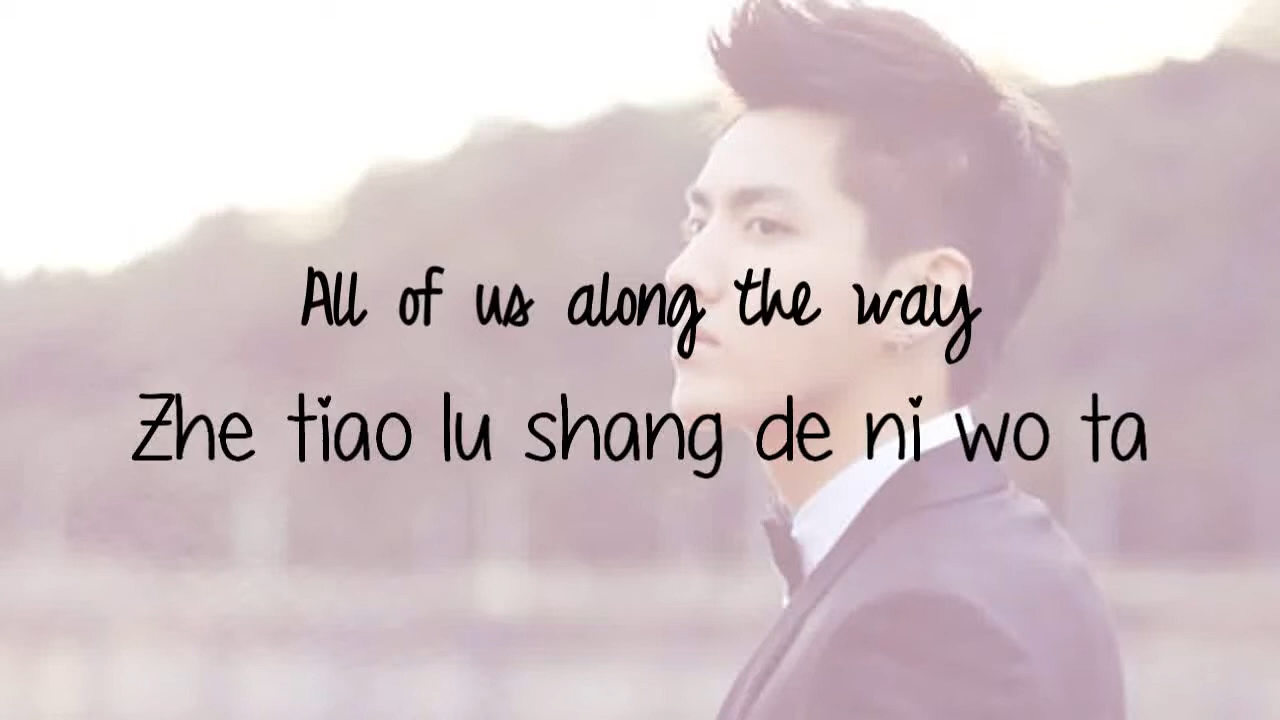 All of us along the way
Zhe tiao lu shang de ni wo ta